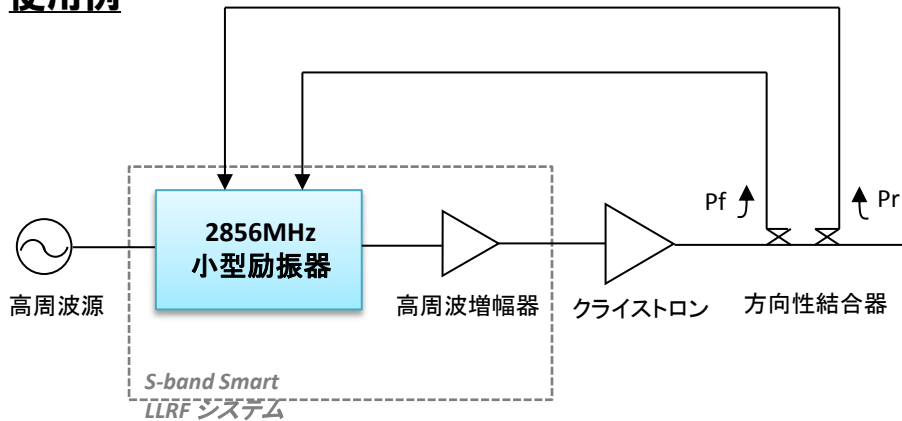 使用例
Pf
Pr
2856MHz
小型励振器
高周波源
高周波増幅器
クライストロン
方向性結合器
S-band Smart
LLRF システム